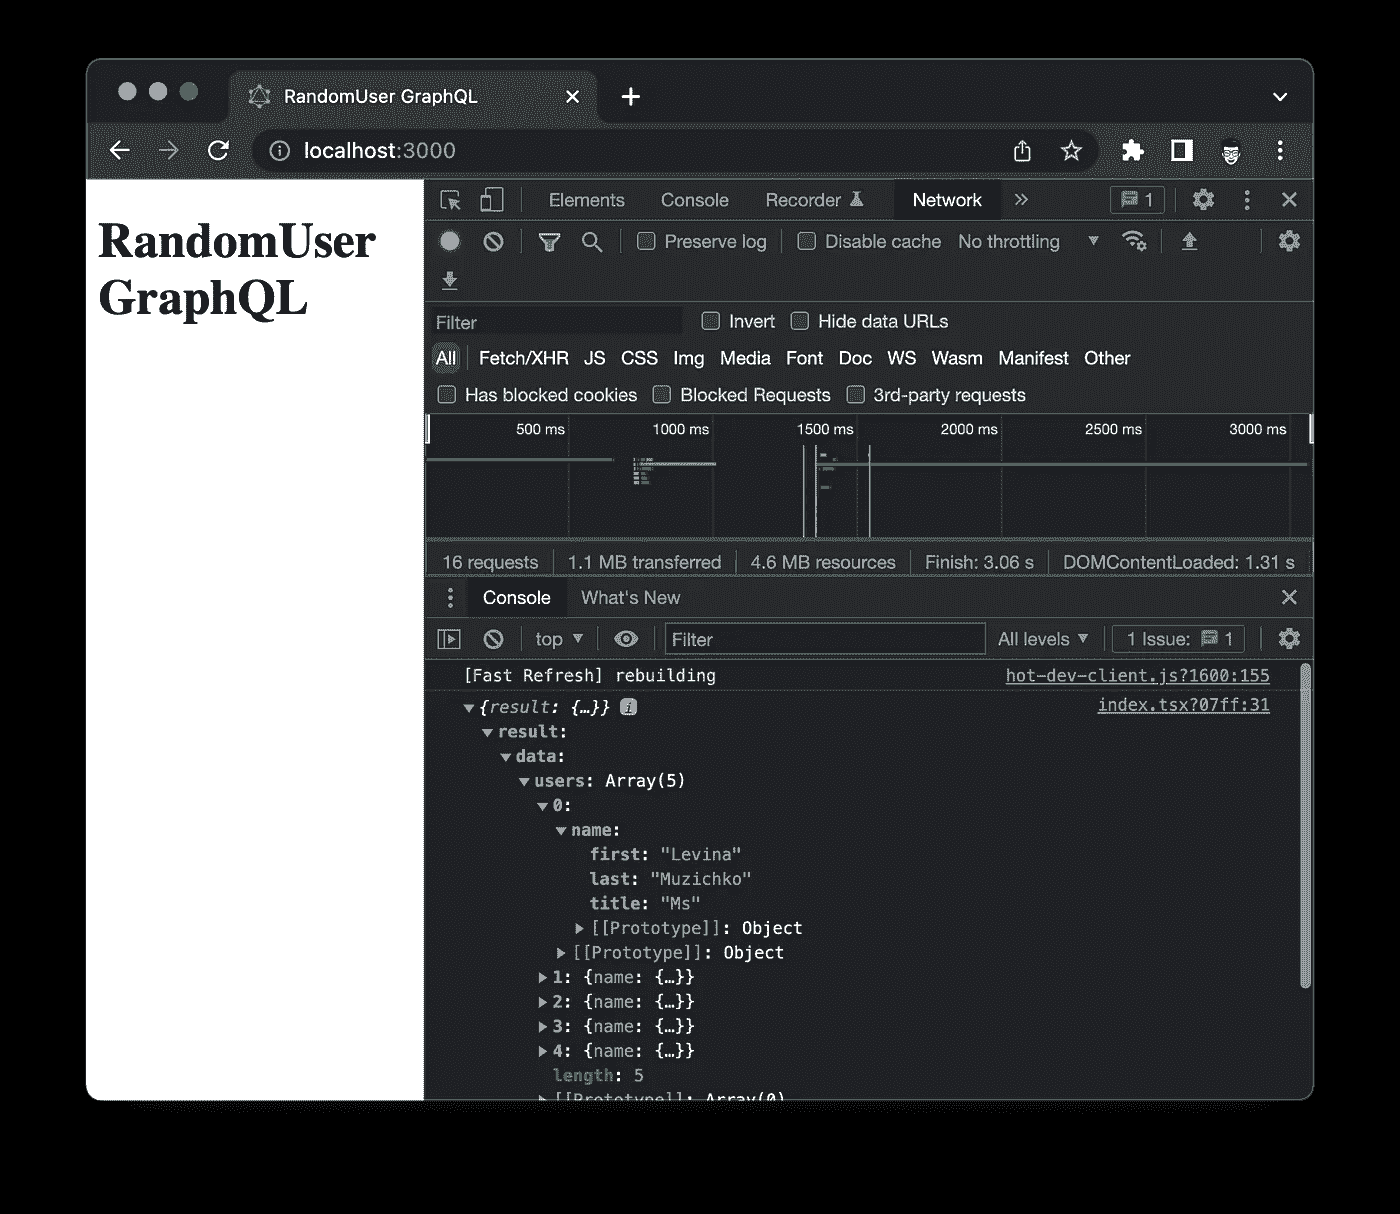 RandomUser GraphQL
localhost:3000
RandomUser
GraphQL
Elements Console Recorder Network 1
Preserve log Disable cache No throttling
Filter Invert Hide data URLs
All Fetch/XHR JS CSS Img Media Font Doc WS Wasm Manifest Other
Has blocked cookies Blocked Requests 3rd-party requests
500 ms 1000 ms 1500 ms 2000 ms 2500 ms 3000 ms
16 requests 1.1 MB transferred 4.6 MB resources Finish: 3.06 s DOMContentLoaded: 1.31 s
Console What's New
top Filter All levels 1 Issue: 1
[Fast Refresh] rebuilding hot-dev-client.js?1600:155
{result: {…}} i index.tsx?07ff:31
result:
data:
users: Array(5)
0:
name:
first: "Levina"
last: "Muzichko"
title: "Ms"
[[Prototype]]: Object
[[Prototype]]: Object
1: {name: {…}}
2: {name: {…}}
3: {name: {…}}
4: {name: {…}}
length: 5
[[Prototype]]: Array(0)